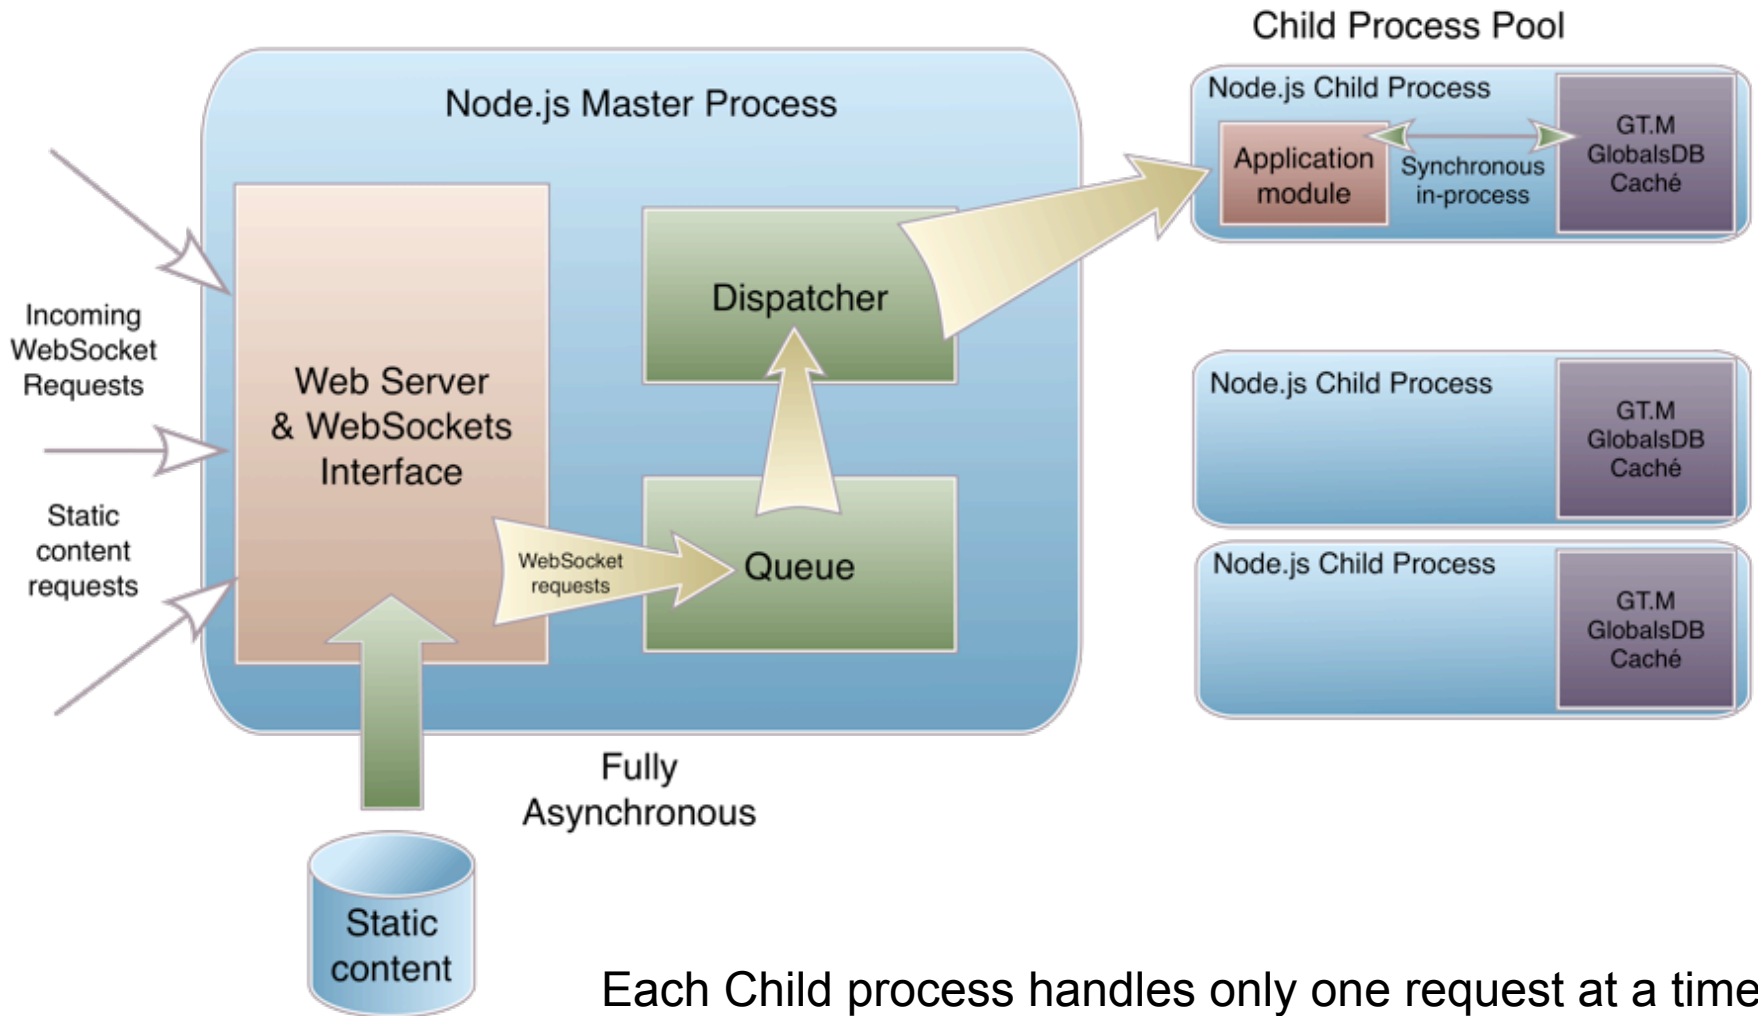 Child Process Pool
Node.js Master Process
Incoming
WebSocket
Requests
Static
content
requests
Web Server
& WebSockets
Interface
WebSocket
requests
Dispatcher
Queue
Fully
Asynchronous
Static
content
Node.js Child Process
Application
module
Synchronous
in-process
GT.M
GlobalsDB
Caché
Node.js Child Process
GT.M
GlobalsDB
Caché
Node.js Child Process
GT.M
GlobalsDB
Caché
Each Child process handles only one request at a time